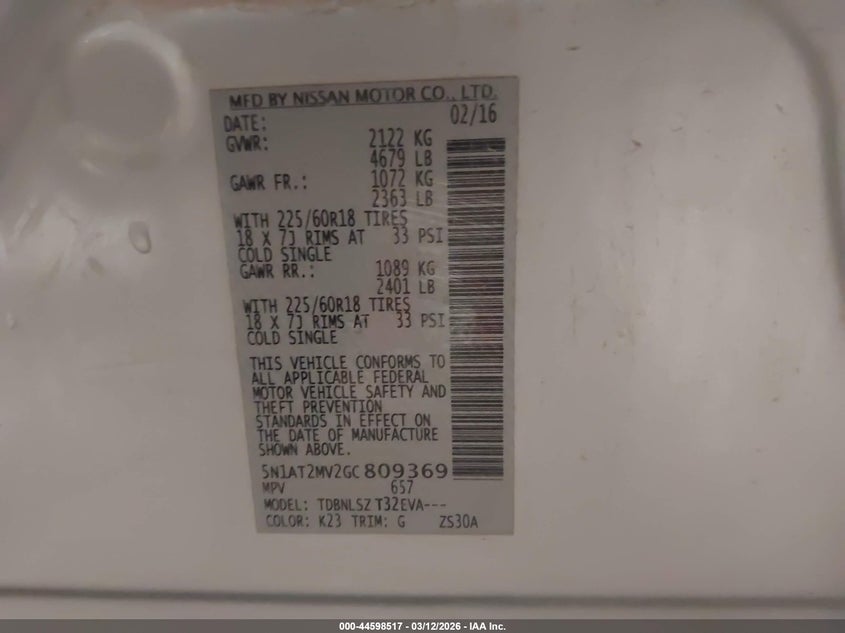 MFD BY NISSAN MOTOR CO., LTD.
DATE: 02/16
GVWR: 2122 KG
4679 LB
GAWR FR.: 1072 KG
2363 LB
WITH 225/60R18 TIRES
18 X 7J RIMS AT 33 PSI
COLD SINGLE
GAWR RR.: 1089 KG
2401 LB
WITH 225/60R18 TIRES
18 X 7J RIMS AT 33 PSI
COLD SINGLE
THIS VEHICLE CONFORMS TO
ALL APPLICABLE FEDERAL
MOTOR VEHICLE SAFETY AND
THEFT PREVENTION
STANDARDS IN EFFECT ON
THE DATE OF MANUFACTURE
SHOWN ABOVE.
5N1AT2MV2GC809369
MPV 657
MODEL: TDBNLSZ T32EVA---
COLOR: K23 TRIM: G ZS30A
000-44598517 - 03/12/2026 - IAA Inc.